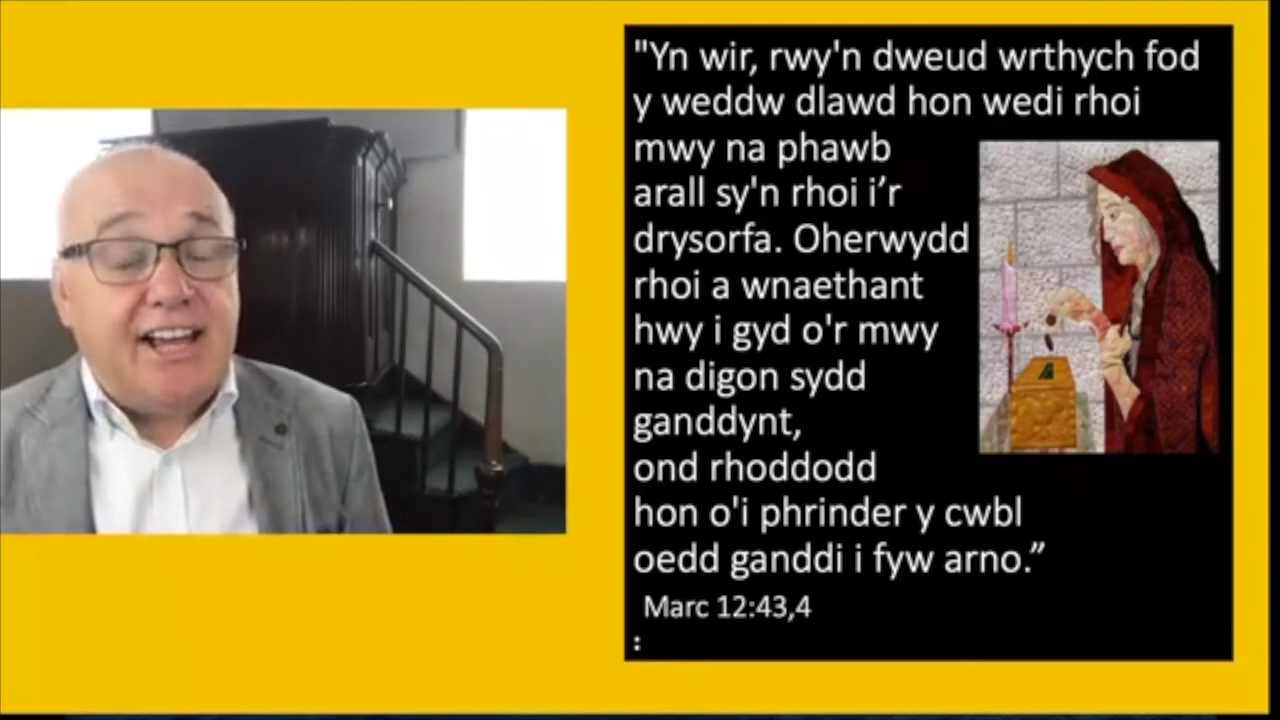 "Yn wir, rwy'n dweud wrthych fod
y weddw dlawd hon wedi rhoi
mwy na phawb
arall sy'n rhoi i’r
drysorfa. Oherwydd
rhoi a wnaethant
hwy i gyd o'r mwy
na digon sydd
ganddynt,
ond rhoddodd
hon o'i phrinder y cwbl
oedd ganddi i fyw arno.”
Marc 12:43,4
: